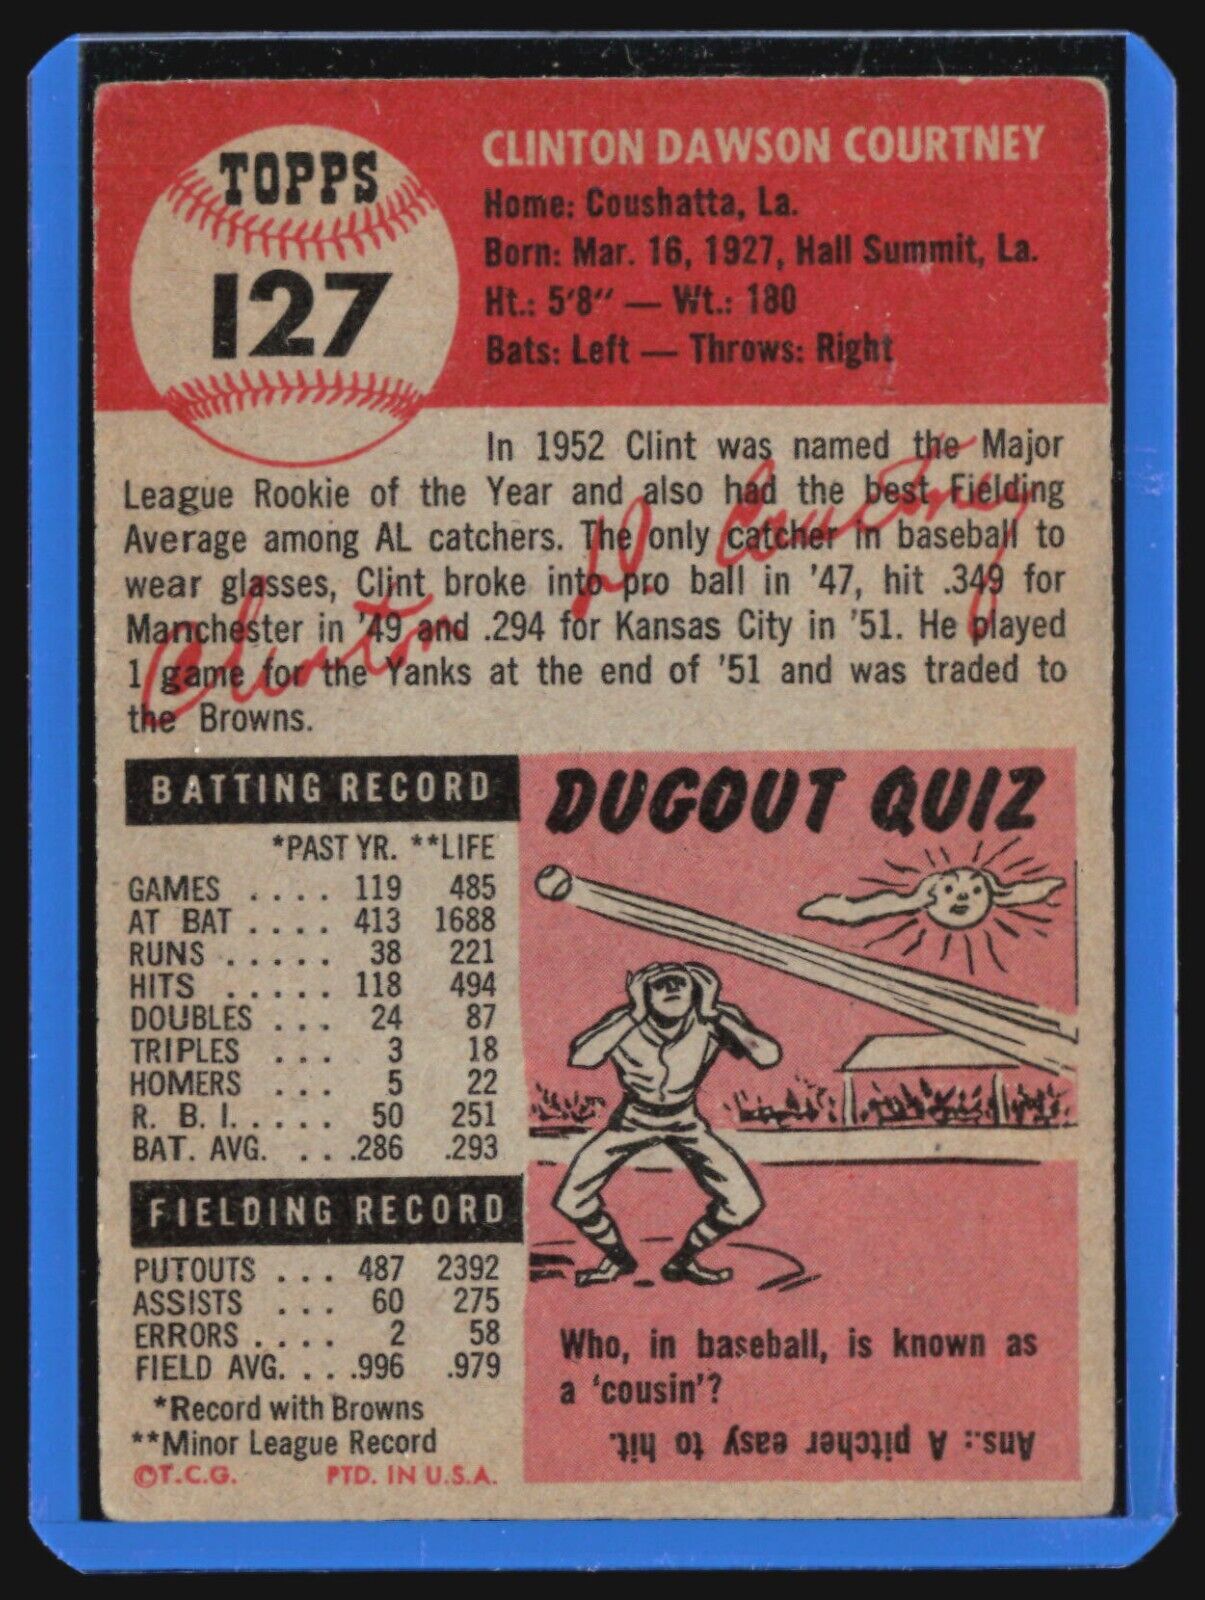 TOPPS
127
CLINTON DAWSON COURTNEY
Home: Coushatta, La.
Born: Mar. 16, 1927, Hall Summit, La.
Ht.: 5'8" — Wt.: 180
Bats: Left — Throws: Right
In 1952 Clint was named the Major
League Rookie of the Year and also had the best Fielding
Average among AL catchers. The only catcher in baseball to
wear glasses, Clint broke into pro ball in '47, hit .349 for
Manchester in '49 and .294 for Kansas City in '51. He played
1 game for the Yanks at the end of '51 and was traded to
the Browns.
Clinton D Courtney
BATTING RECORD
*PAST YR. **LIFE
GAMES . . . . 119 485
AT BAT . . . . 413 1688
RUNS . . . . . 38 221
HITS . . . . . 118 494
DOUBLES . . . 24 87
TRIPLES . . . 3 18
HOMERS . . . 5 22
R. B. I. . . . . 50 251
BAT. AVG. . . .286 .293
FIELDING RECORD
PUTOUTS . . . 487 2392
ASSISTS . . . 60 275
ERRORS . . . . 2 58
FIELD AVG. . . .996 .979
*Record with Browns
**Minor League Record
©T.C.G. PTD. IN U.S.A.
DUGOUT QUIZ
Who, in baseball, is known as
a 'cousin'?
Ans.: A pitcher easy to hit.